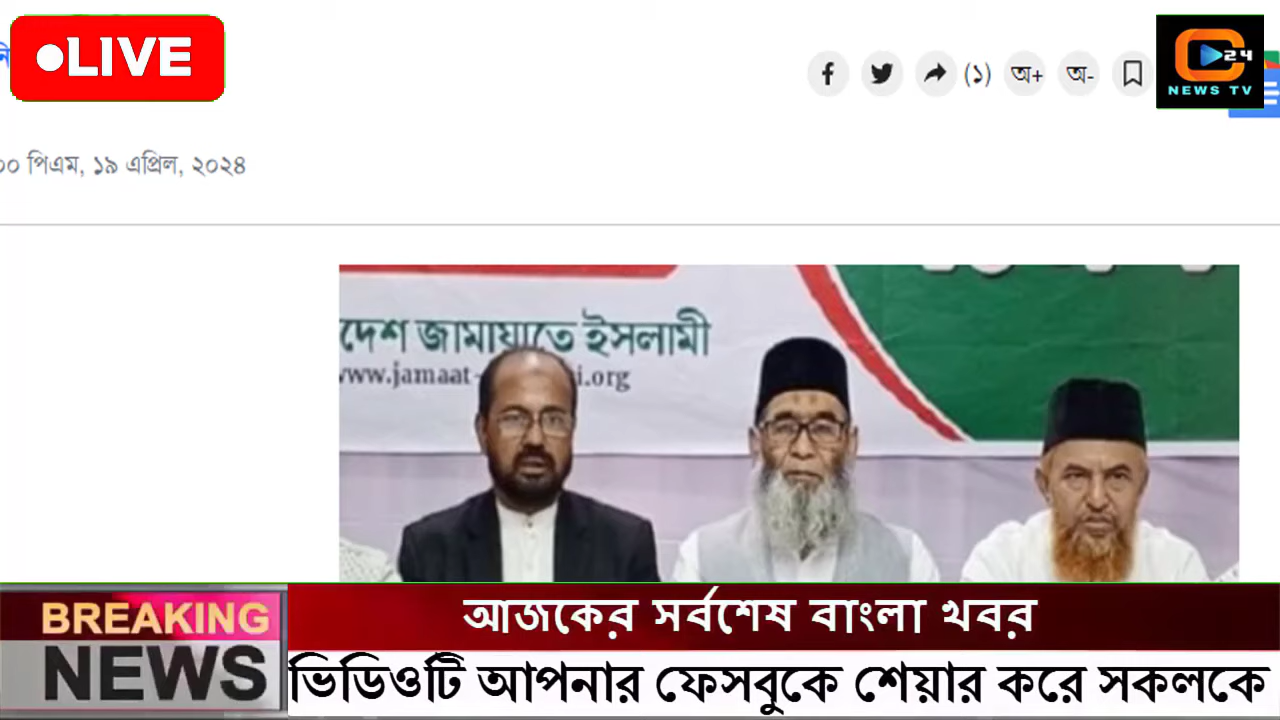 LIVE
24
NEWS TV
(১) অ+ অ-
০০ পিএম, ১৯ এপ্রিল, ২০২৪
দেশ জামায়াতে ইসলামী
www.jamaat-
i.org
BREAKING
NEWS
আজকের সর্বশেষ বাংলা খবর
ভিডিওটি আপনার ফেসবুকে শেয়ার করে সকলকে